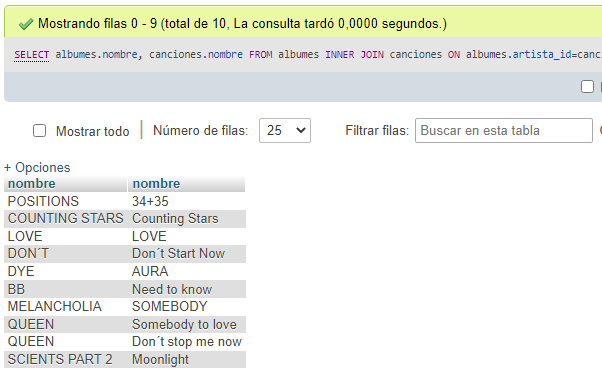 Mostrando filas 0 - 9 (total de 10, La consulta tardó 0,0000 segundos.)
SELECT albumes.nombre, canciones.nombre FROM albumes INNER JOIN canciones ON albumes.artista_id=canc
Mostrar todo Número de filas: 25 Filtrar filas: Buscar en esta tabla
+ Opciones
nombre nombre
POSITIONS 34+35
COUNTING STARS Counting Stars
LOVE LOVE
DON´T Don´t Start Now
DYE AURA
BB Need to know
MELANCHOLIA SOMEBODY
QUEEN Somebody to love
QUEEN Don´t stop me now
SCIENTS PART 2 Moonlight